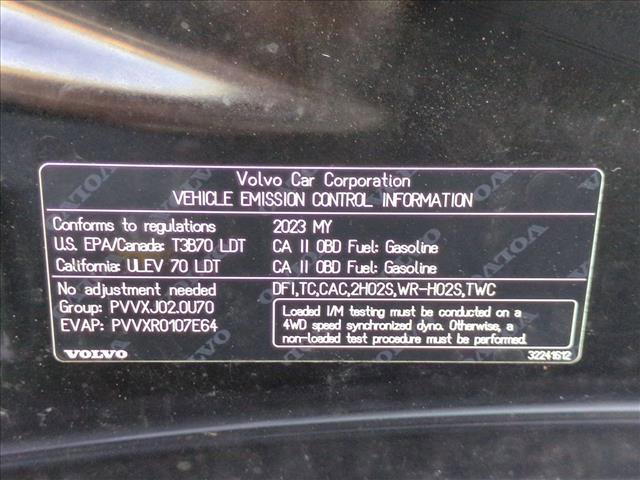 Volvo Car Corporation
VEHICLE EMISSION CONTROL INFORMATION
Conforms to regulations 2023 MY
U.S. EPA/Canada: T3B70 LDT CA II OBD Fuel: Gasoline
California: ULEV 70 LDT CA II OBD Fuel: Gasoline
No adjustment needed DFI,TC,CAC,2HO2S,WR-HO2S,TWC
Group: PVVXJ02.0U70
EVAP: PVVXR0107E64
Loaded I/M testing must be conducted on a
4WD speed synchronized dyno. Otherwise, a
non-loaded test procedure must be performed.
VOLVO 32241612